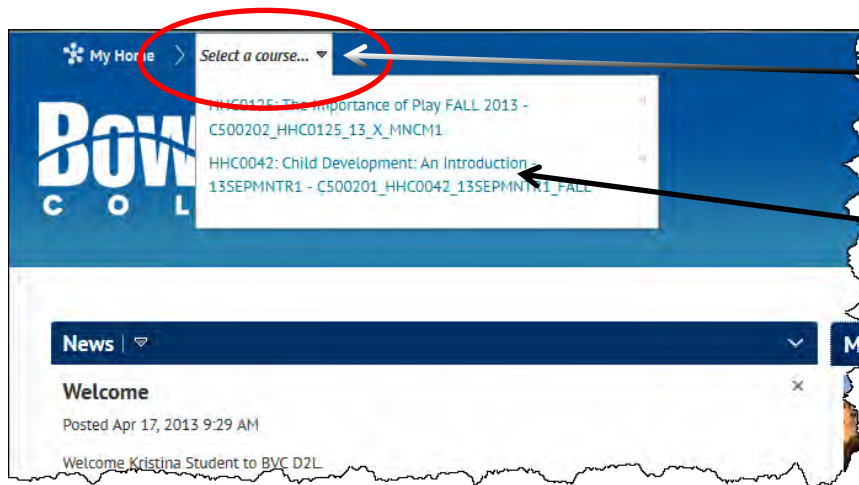 My Home > Select a course...
HHC0125: The Importance of Play FALL 2013 -
C500202_HHC0125_13_X_MNCM1
HHC0042: Child Development: An Introduction -
13SEPMNTR1 - C500201_HHC0042_13SEPMNTR1_FALL
BOW
C O L
News
M
Welcome
Posted Apr 17, 2013 9:29 AM
Welcome Kristina Student to BVC D2L.